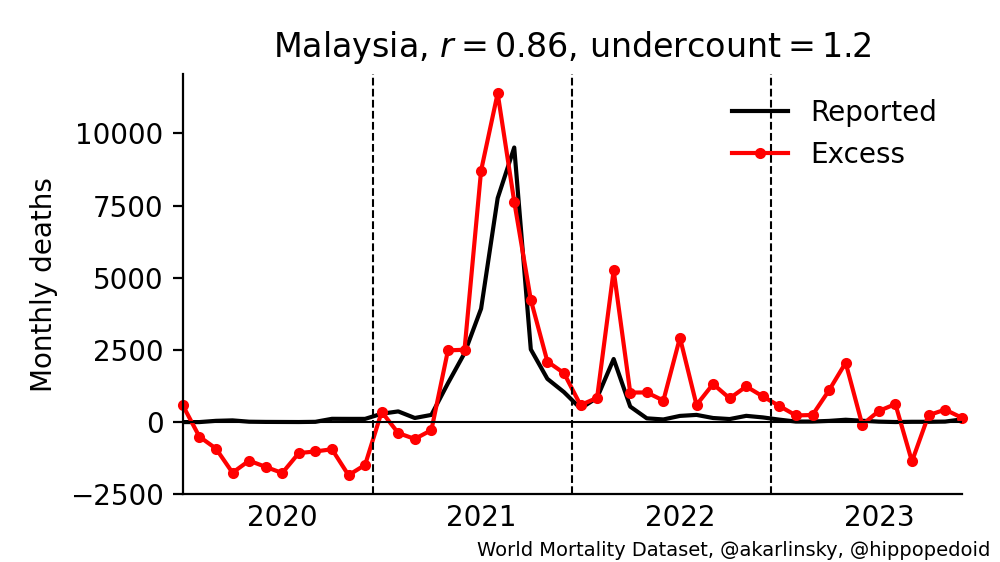 Malaysia, r = 0.86, undercount = 1.2
Reported
Excess
Monthly deaths
10000
7500
5000
2500
0
−2500
2020 2021 2022 2023
World Mortality Dataset, @akarlinsky, @hippopedoid